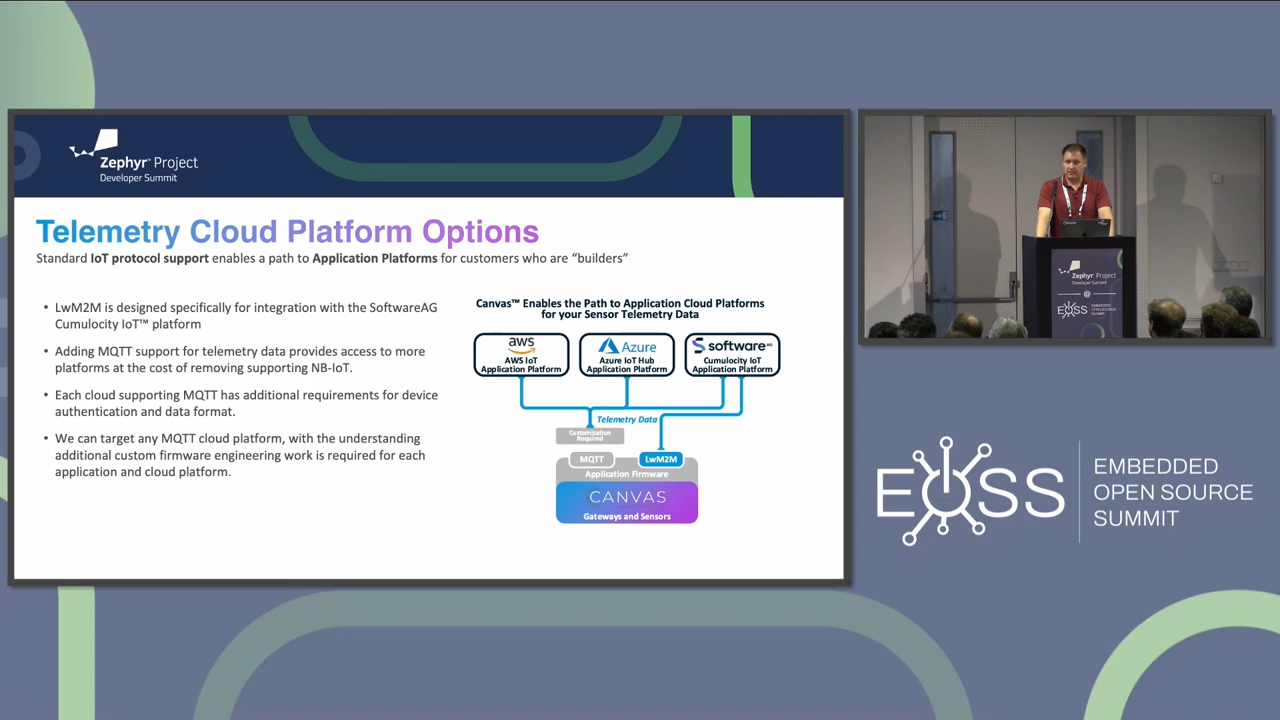 Zephyr® Project
Developer Summit
Telemetry Cloud Platform Options
Standard IoT protocol support enables a path to Application Platforms for customers who are “builders”
• LwM2M is designed specifically for integration with the SoftwareAG
Cumulocity IoT™ platform
• Adding MQTT support for telemetry data provides access to more
platforms at the cost of removing supporting NB-IoT.
• Each cloud supporting MQTT has additional requirements for device
authentication and data format.
• We can target any MQTT cloud platform, with the understanding
additional custom firmware engineering work is required for each
application and cloud platform.
Canvas™ Enables the Path to Application Cloud Platforms
for your Sensor Telemetry Data
aws
AWS IoT
Application Platform
Azure
Azure IoT Hub
Application Platform
software AG
Cumulocity IoT
Application Platform
Telemetry Data
Customization
Required
MQTT
LwM2M
Application Firmware
CANVAS
Gateways and Sensors
Zephyr Project
Developer Summit
@
EOSS
EMBEDDED
OPEN SOURCE
SUMMIT
EOSS
EMBEDDED
OPEN SOURCE
SUMMIT